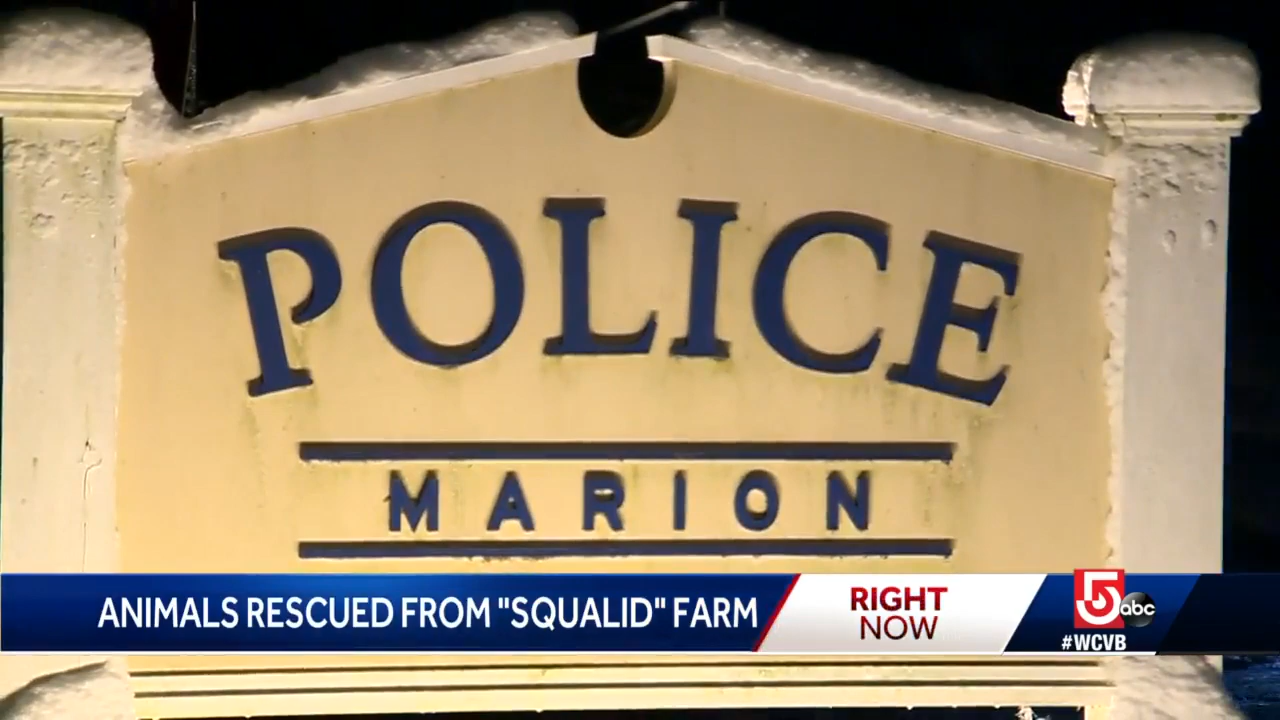 POLICE
MARION
ANIMALS RESCUED FROM "SQUALID" FARM
RIGHT
NOW
5
abc
#WCVB